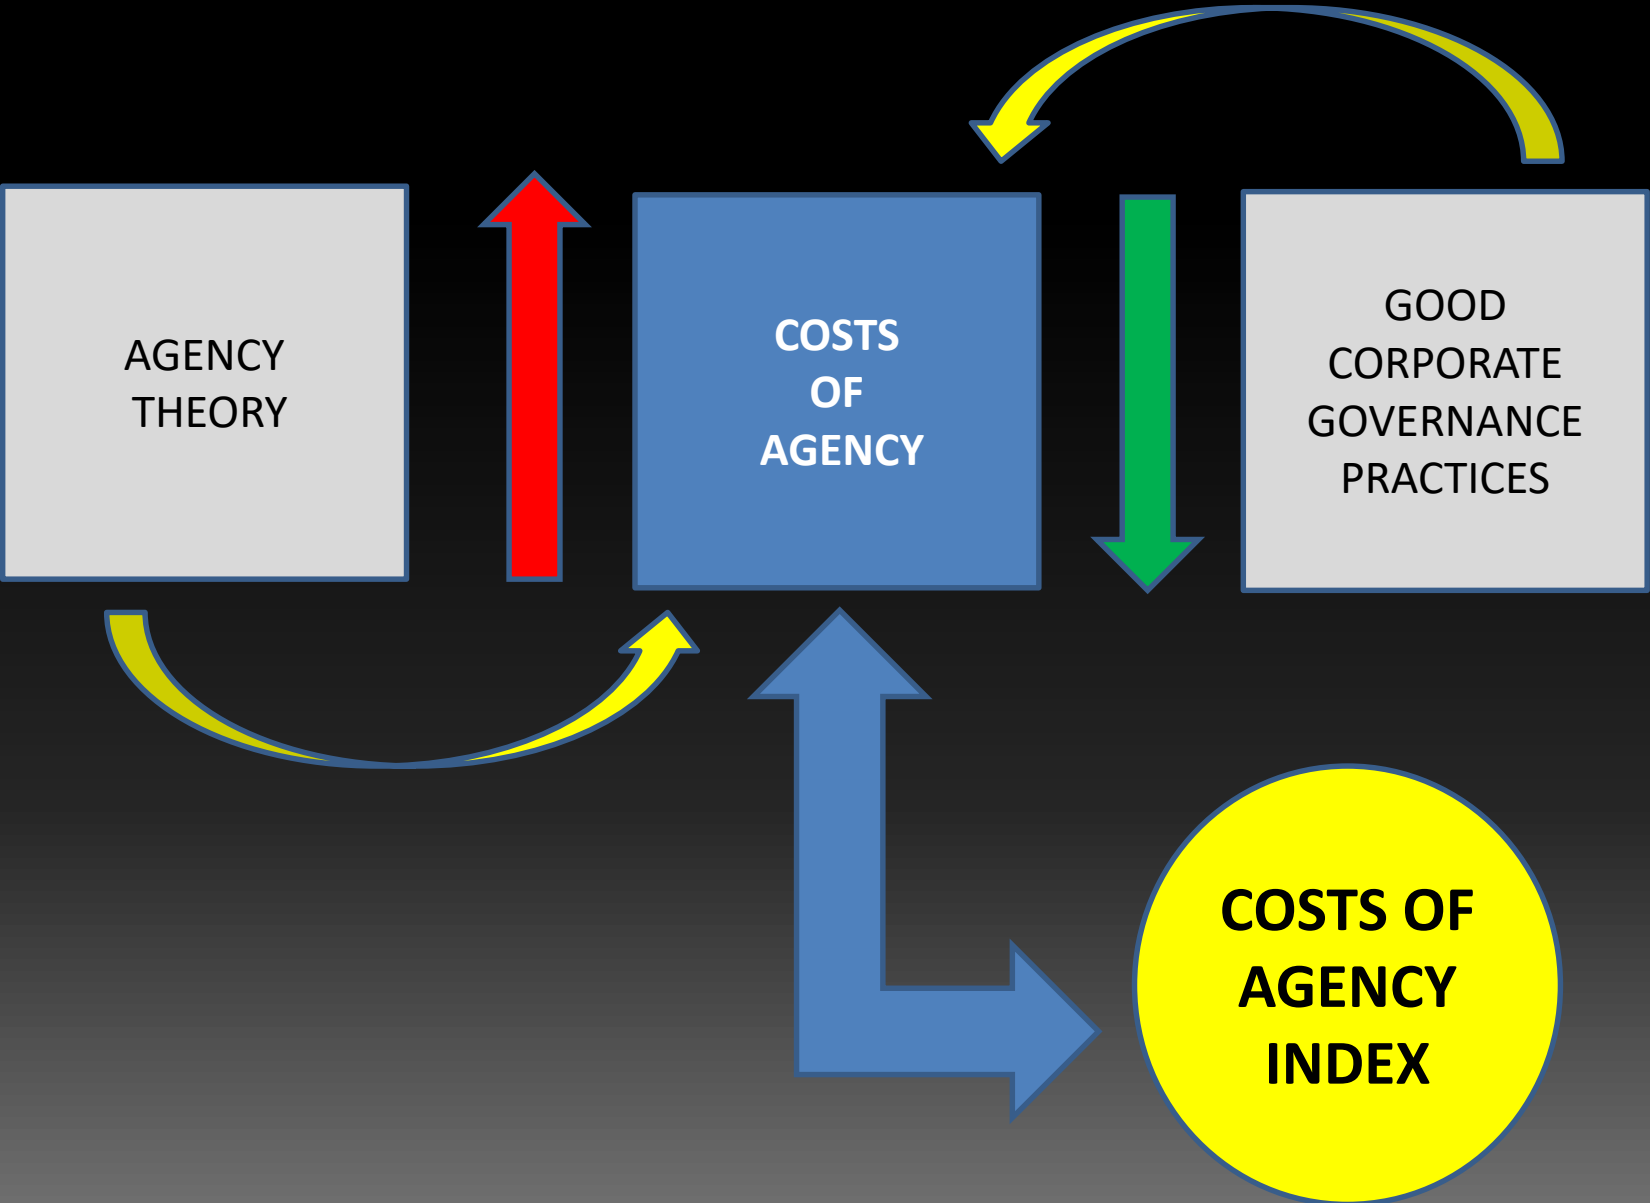 AGENCY
THEORY
COSTS
OF
AGENCY
GOOD
CORPORATE
GOVERNANCE
PRACTICES
COSTS OF
AGENCY
INDEX